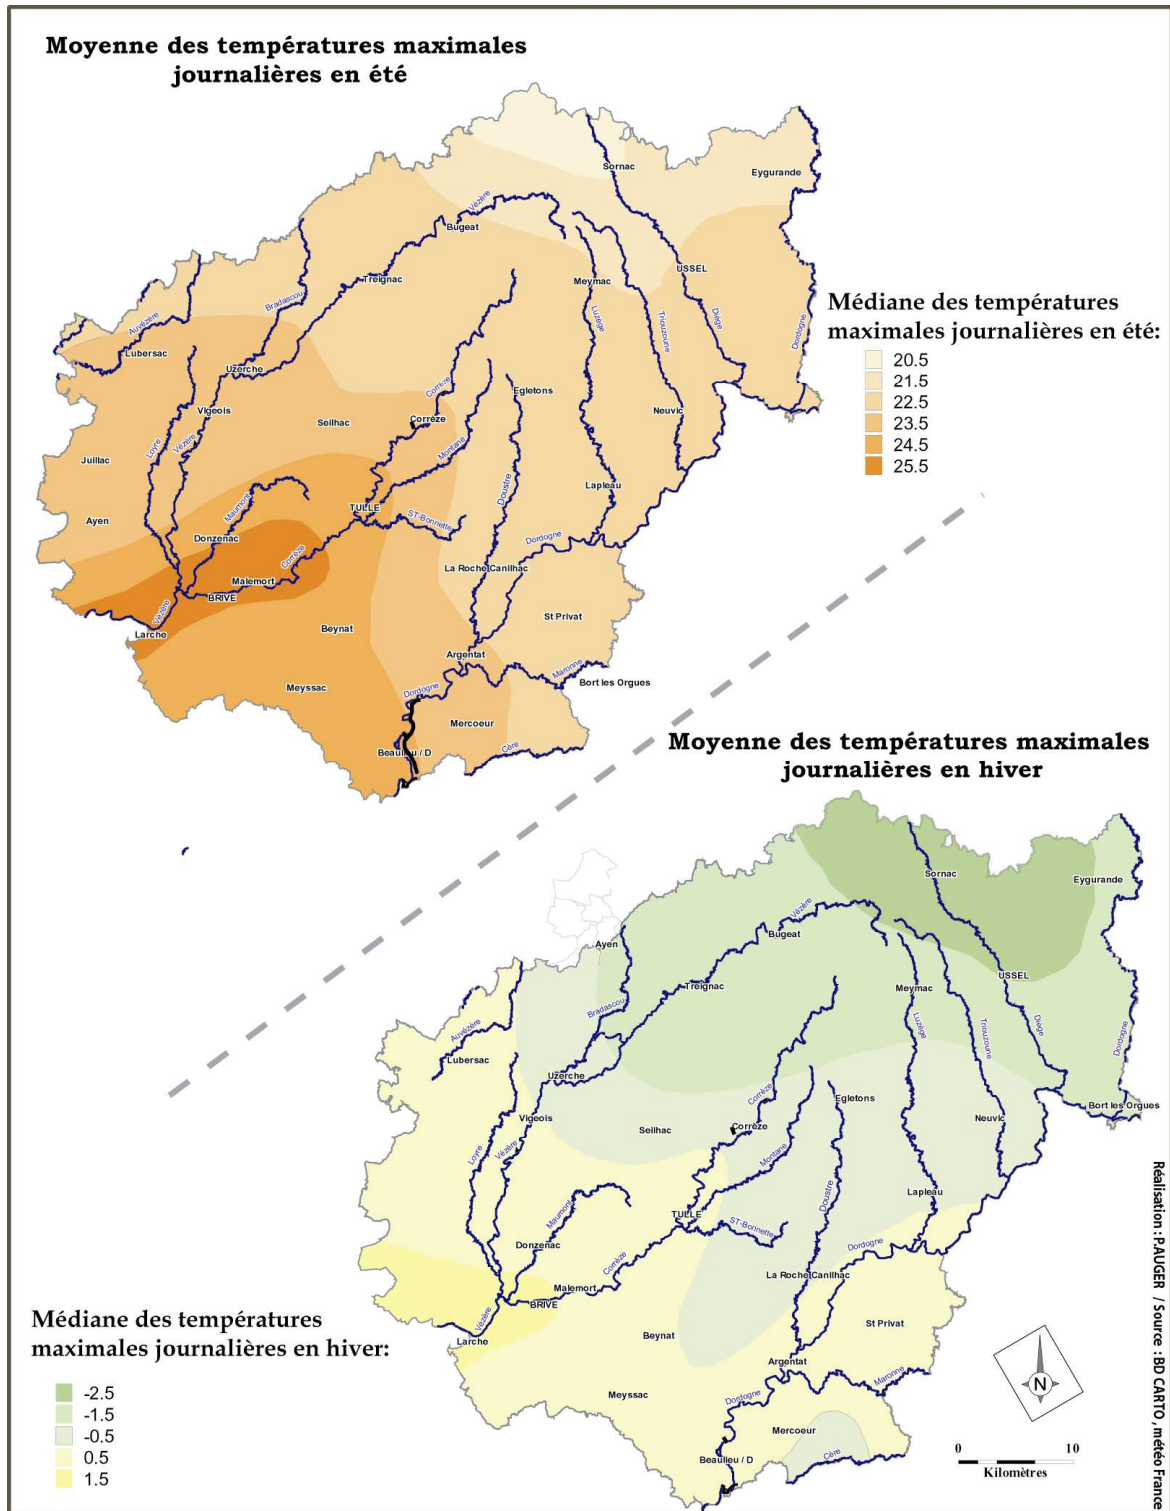 Moyenne des températures maximales
journalières en été
Sornac
Eygurande
Vézère
Bugeat
USSEL
Treignac
Meymac
Bradascou
Luzège
Triouzoune
Diège
Dordogne
Auvézère
Lubersac
Uzerche
Corrèze
Egletons
Vigeois
Seilhac
Corrèze
Neuvic
Loyre
Vézère
Montane
Juillac
Lapleau
Doustre
Maumont
TULLE
ST-Bonnette
Ayen
Donzenac
Dordogne
Corrèze
La Roche Canilhac
Malemort
BRIVE
Vézère
St Privat
Larche
Beynat
Argentat
Maronne
Bort les Orgues
Meyssac
Dordogne
Mercoeur
Cère
Beaulieu / D
Médiane des températures
maximales journalières en été:
20.5
21.5
22.5
23.5
24.5
25.5
Moyenne des températures maximales
journalières en hiver
Sornac
Eygurande
Vézère
Bugeat
Ayen
USSEL
Treignac
Meymac
Bradascou
Luzège
Triouzoune
Diège
Dordogne
Auvézère
Lubersac
Uzerche
Corrèze
Egletons
Bort les Orgues
Vigeois
Seilhac
Corrèze
Neuvic
Loyre
Vézère
Montane
Lapleau
Doustre
Maumont
TULLE
ST-Bonnette
Donzenac
Dordogne
Corrèze
La Roche Canilhac
Malemort
BRIVE
Vézère
St Privat
Larche
Beynat
Argentat
Maronne
Meyssac
Dordogne
Mercoeur
Cère
Beaulieu / D
Médiane des températures
maximales journalières en hiver:
-2.5
-1.5
-0.5
0.5
1.5
N
0 10
Kilomètres
Réalisation : P.AUGER / Source : BD CARTO , météo Franc